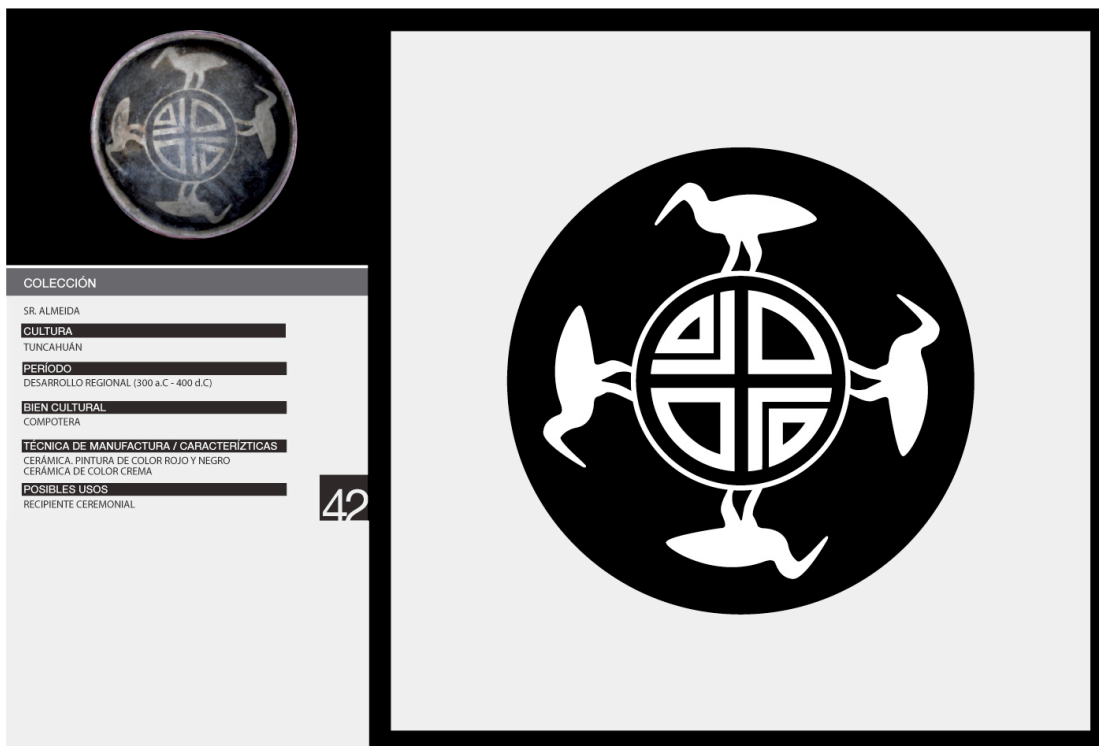 COLECCIÓN
SR. ALMEIDA
CULTURA
TUNCAHUÁN
PERÍODO
DESARROLLO REGIONAL (300 a.C - 400 d.C)
BIEN CULTURAL
COMPOTERA
TÉCNICA DE MANUFACTURA / CARACTERÍZTICAS
CERÁMICA. PINTURA DE COLOR ROJO Y NEGRO
CERÁMICA DE COLOR CREMA
POSIBLES USOS
RECIPIENTE CEREMONIAL
42